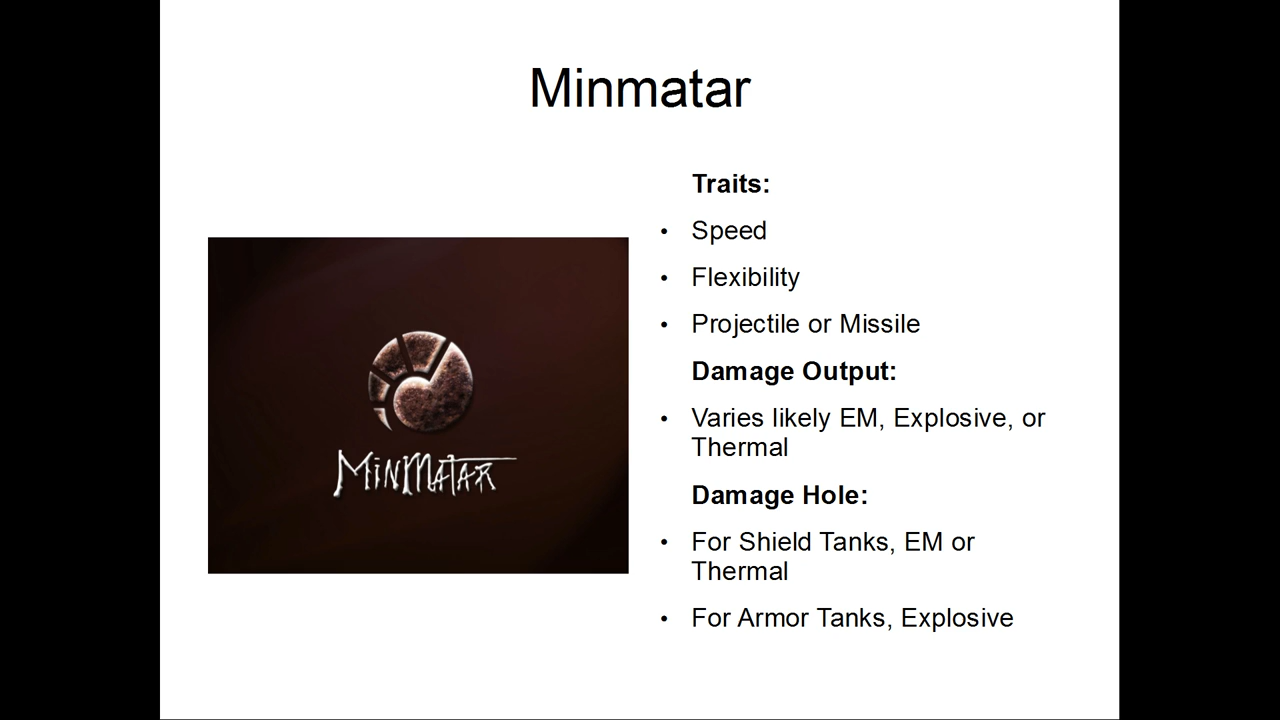 Minmatar
Traits:
• Speed
• Flexibility
• Projectile or Missile
Damage Output:
• Varies likely EM, Explosive, or
Thermal
Damage Hole:
• For Shield Tanks, EM or
Thermal
• For Armor Tanks, Explosive
MINMATAR